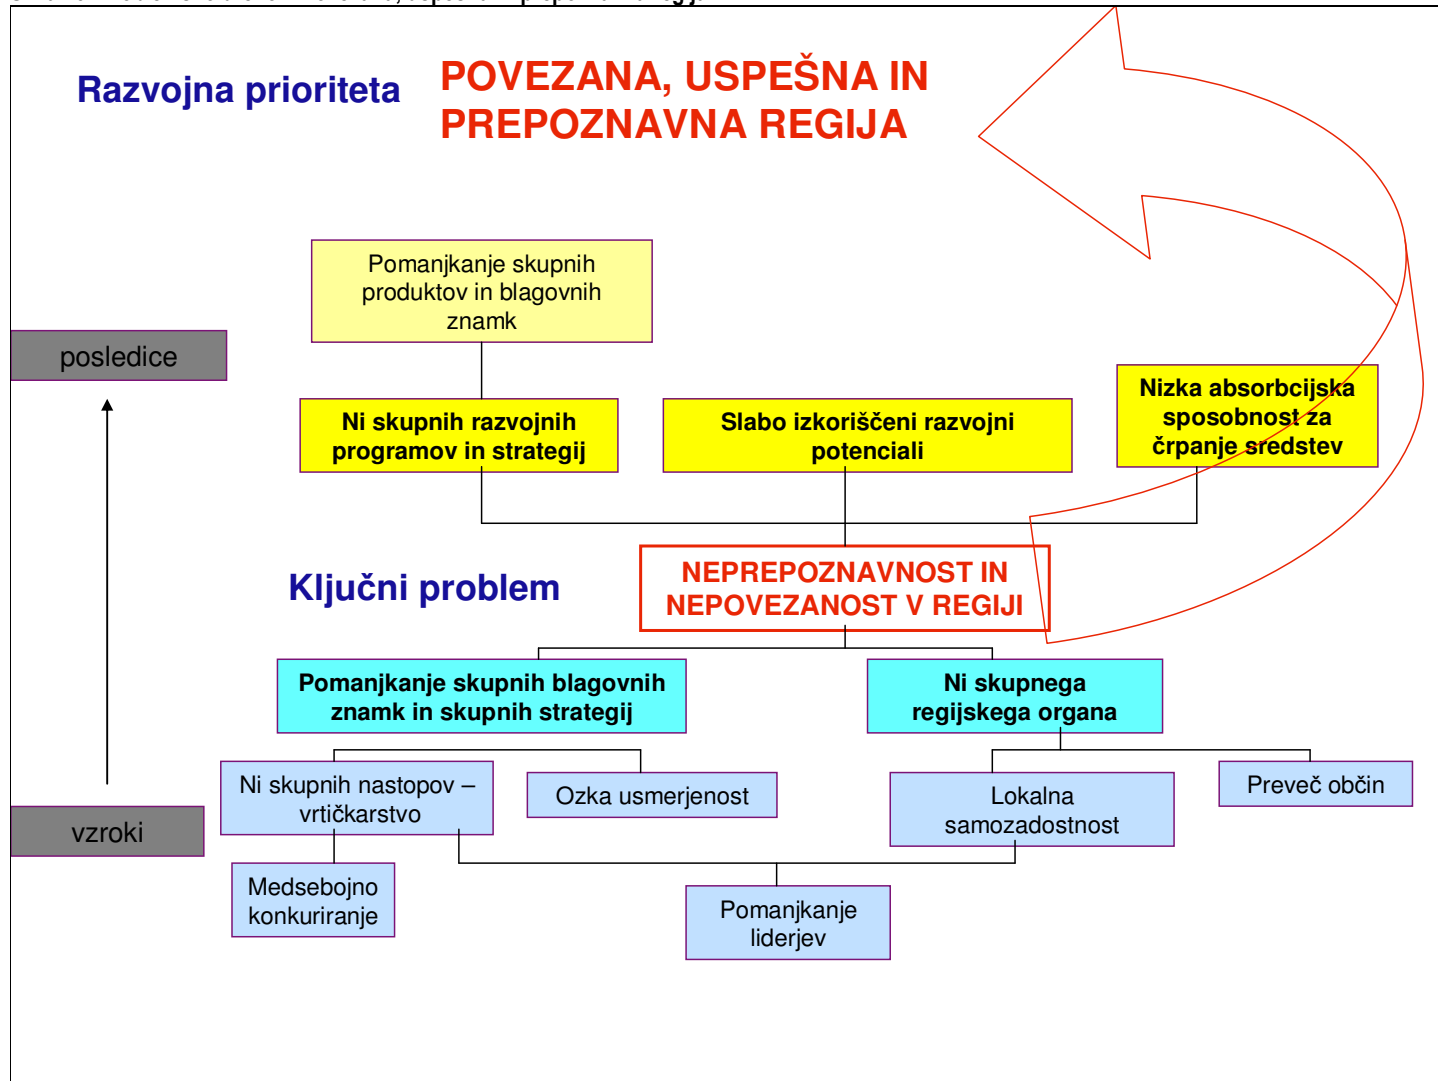 Razvojna prioriteta
POVEZANA, USPEŠNA IN
PREPOZNAVNA REGIJA
Pomanjkanje skupnih
produktov in blagovnih
znamk
posledice
Ni skupnih razvojnih
programov in strategij
Slabo izkoriščeni razvojni
potenciali
Nizka absorbcijska
sposobnost za
črpanje sredstev
Ključni problem
NEPREPOZNAVNOST IN
NEPOVEZANOST V REGIJI
Pomanjkanje skupnih blagovnih
znamk in skupnih strategij
Ni skupnega
regijskega organa
Ni skupnih nastopov –
vrtičkarstvo
Ozka usmerjenost
Lokalna
samozadostnost
Preveč občin
vzroki
Medsebojno
konkuriranje
Pomanjkanje
liderjev